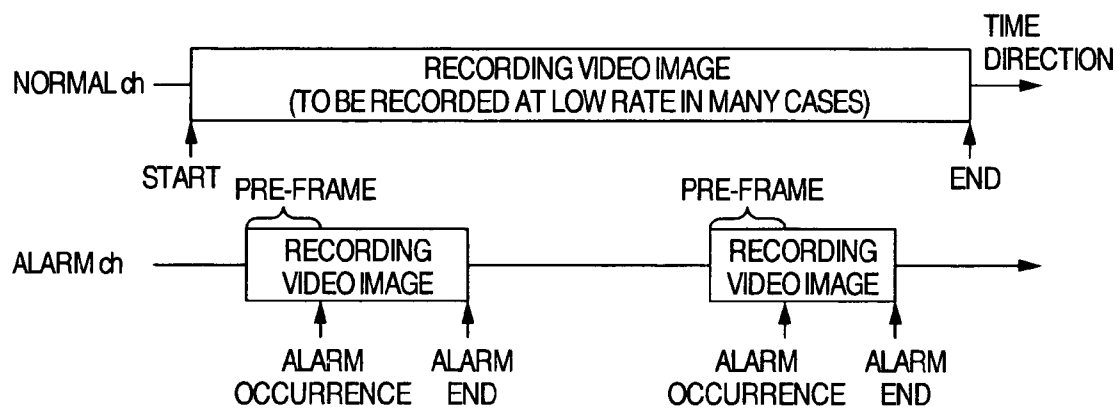 TIME
DIRECTION
NORMAL ch
RECORDING VIDEO IMAGE
(TO BE RECORDED AT LOW RATE IN MANY CASES)
START
END
PRE-FRAME
PRE-FRAME
ALARM ch
RECORDING
VIDEO IMAGE
RECORDING
VIDEO IMAGE
ALARM
OCCURRENCE
ALARM
END
ALARM
OCCURRENCE
ALARM
END